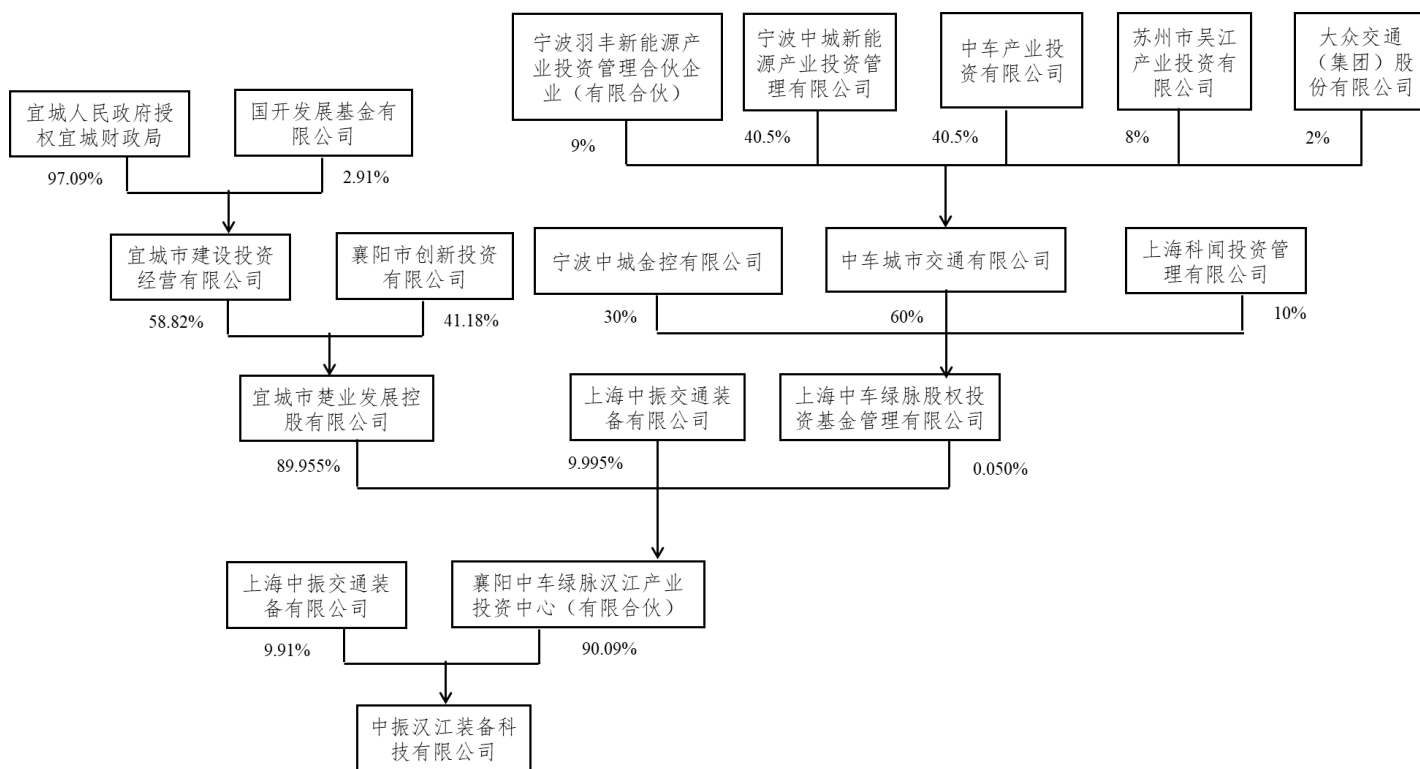 宁波羽丰新能源产
业投资管理合伙企
业（有限合伙）
宁波中城新能
源产业投资管
理有限公司
中车产业投
资有限公司
苏州市吴江
产业投资有
限公司
大众交通
（集团）股
份有限公司
宜城人民政府授
权宜城财政局
国开发展基金有
限公司
9%
40.5%
40.5%
8%
2%
97.09%
2.91%
宜城市建设投资
经营有限公司
襄阳市创新投资
有限公司
宁波中城金控有限公司
中车城市交通有限公司
上海科闻投资管
理有限公司
58.82%
41.18%
30%
60%
10%
宜城市楚业发展控
股有限公司
上海中振交通装
备有限公司
上海中车绿脉股权投
资基金管理有限公司
89.955%
9.995%
0.050%
上海中振交通装
备有限公司
襄阳中车绿脉汉江产业
投资中心（有限合伙）
9.91%
90.09%
中振汉江装备科
技有限公司